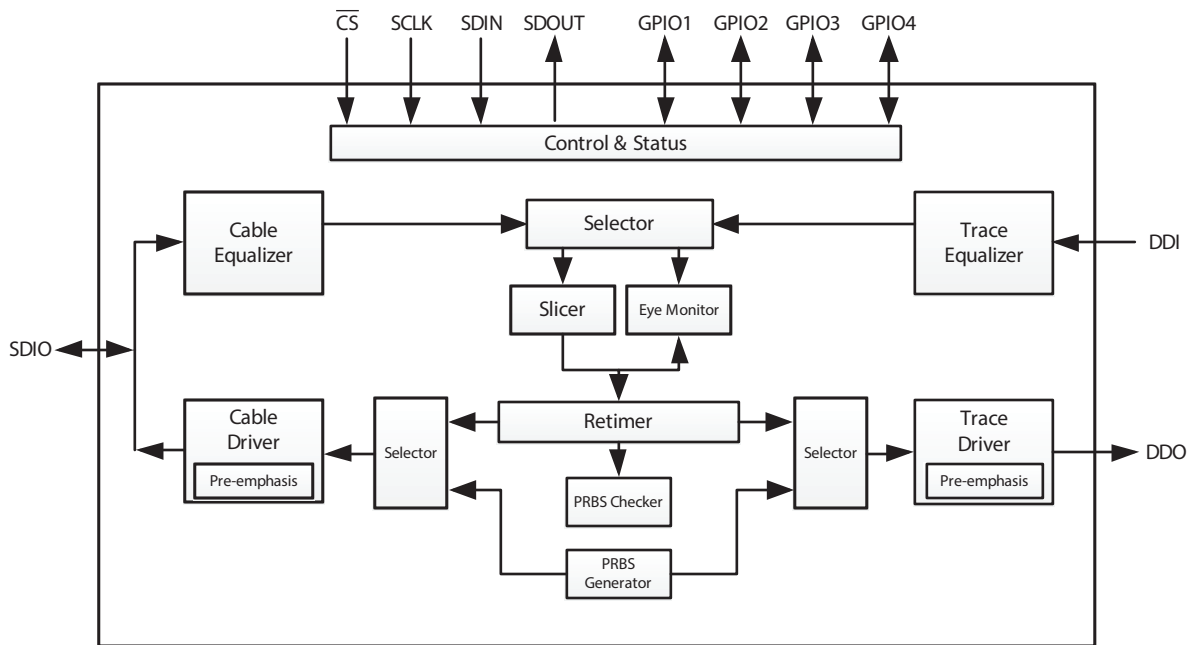 C̅S̅ SCLK SDIN SDOUT GPIO1 GPIO2 GPIO3 GPIO4
Control & Status
Cable
Equalizer
Selector
Trace
Equalizer
DDI
Slicer
Eye Monitor
SDIO
Cable
Driver
Pre-emphasis
Selector
Retimer
Selector
Trace
Driver
Pre-emphasis
DDO
PRBS Checker
PRBS
Generator